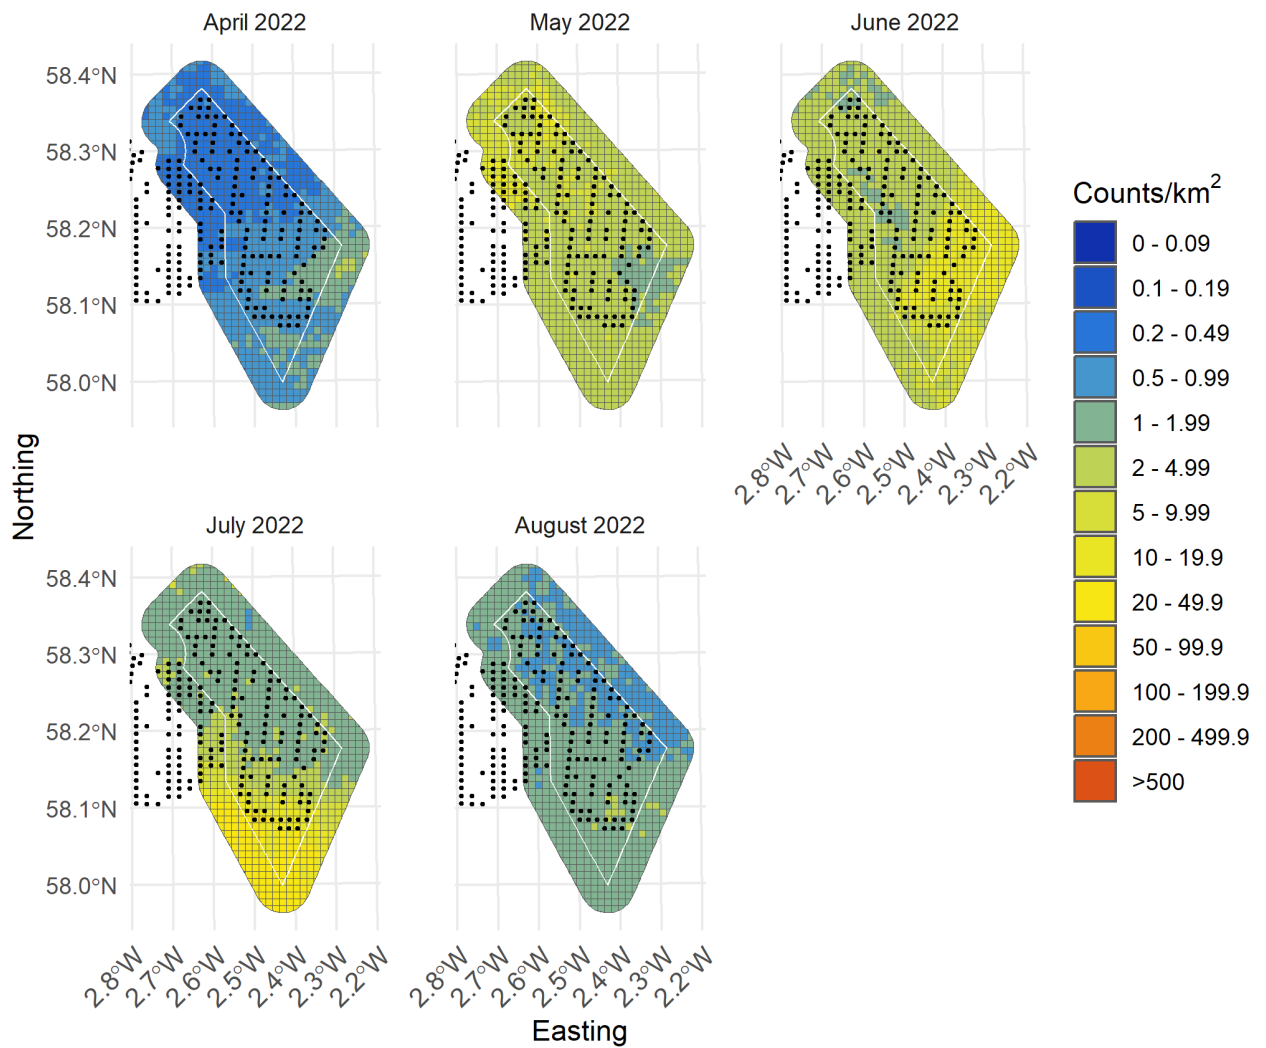 April 2022
May 2022
June 2022
58.4°N
58.3°N
58.2°N
58.1°N
58.0°N
2.8°W
2.7°W
2.6°W
2.5°W
2.4°W
2.3°W
2.2°W
Northing
July 2022
August 2022
58.4°N
58.3°N
58.2°N
58.1°N
58.0°N
2.8°W
2.7°W
2.6°W
2.5°W
2.4°W
2.3°W
2.2°W
2.8°W
2.7°W
2.6°W
2.5°W
2.4°W
2.3°W
2.2°W
Easting
Counts/km²
0 - 0.09
0.1 - 0.19
0.2 - 0.49
0.5 - 0.99
1 - 1.99
2 - 4.99
5 - 9.99
10 - 19.9
20 - 49.9
50 - 99.9
100 - 199.9
200 - 499.9
>500